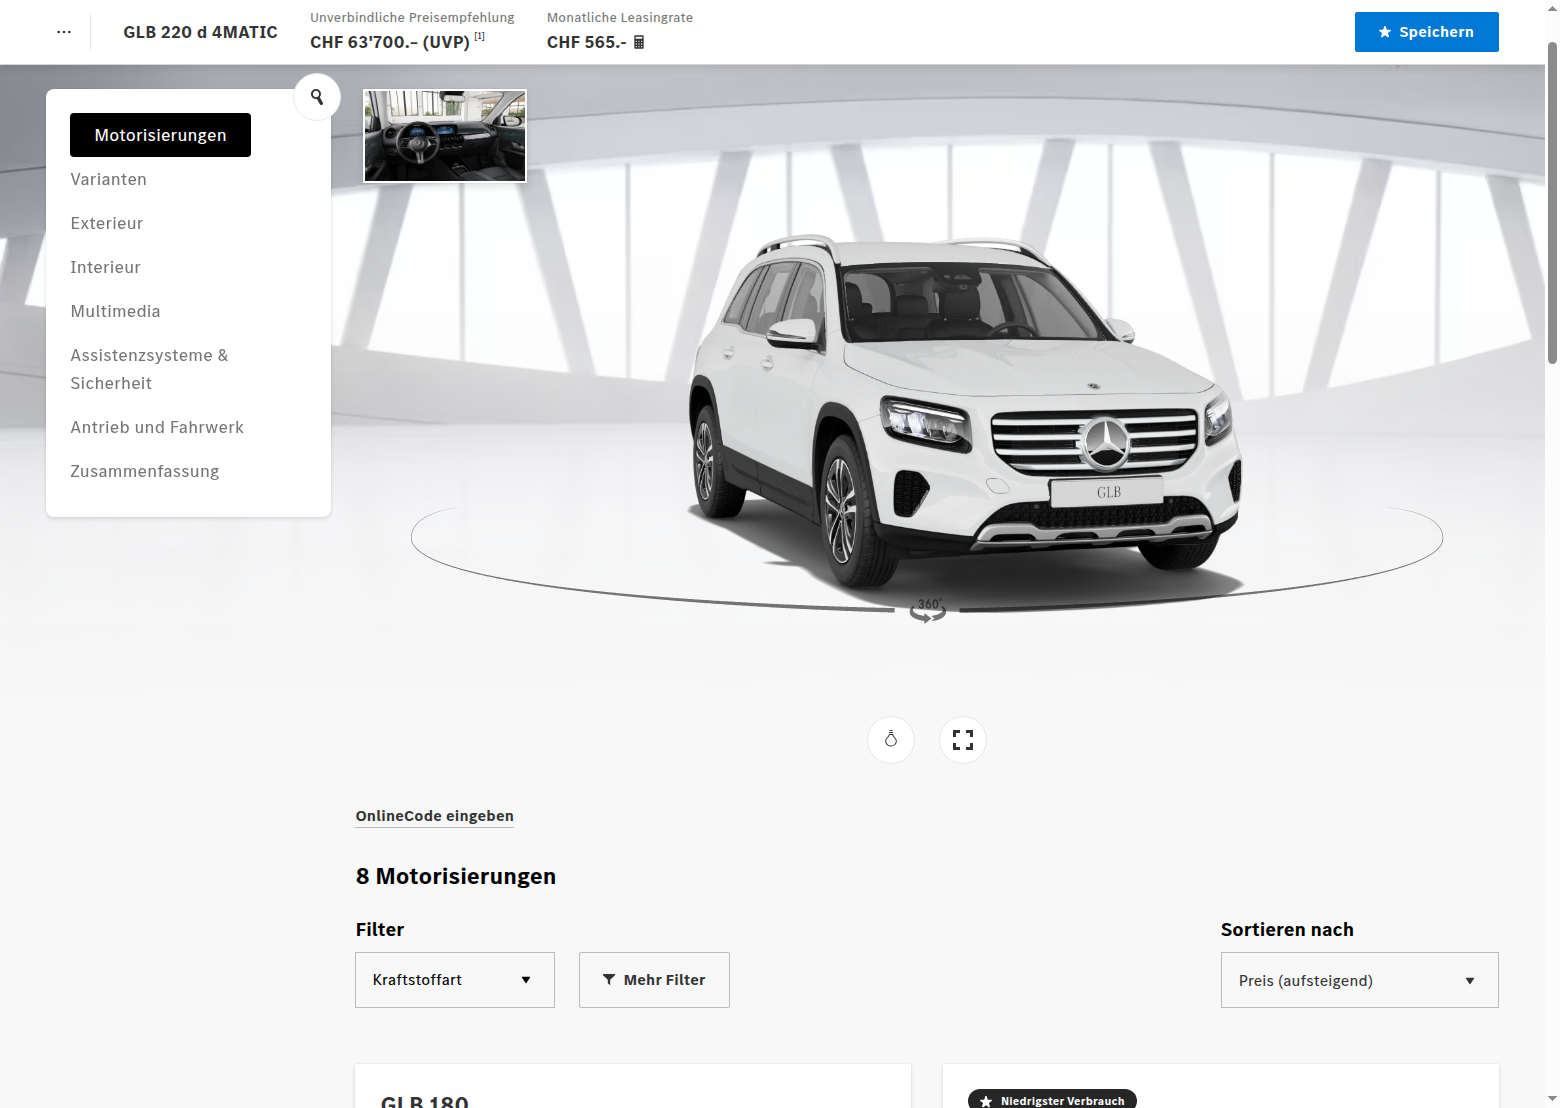 ...
GLB 220 d 4MATIC
Unverbindliche Preisempfehlung
CHF 63'700.– (UVP) [1]
Monatliche Leasingrate
CHF 565.-
Speichern
Motorisierungen
Varianten
Exterieur
Interieur
Multimedia
Assistenzsysteme &
Sicherheit
Antrieb und Fahrwerk
Zusammenfassung
GLB
360°
OnlineCode eingeben
8 Motorisierungen
Filter
Sortieren nach
Kraftstoffart
Mehr Filter
Preis (aufsteigend)
GLB 180
Niedrigster Verbrauch